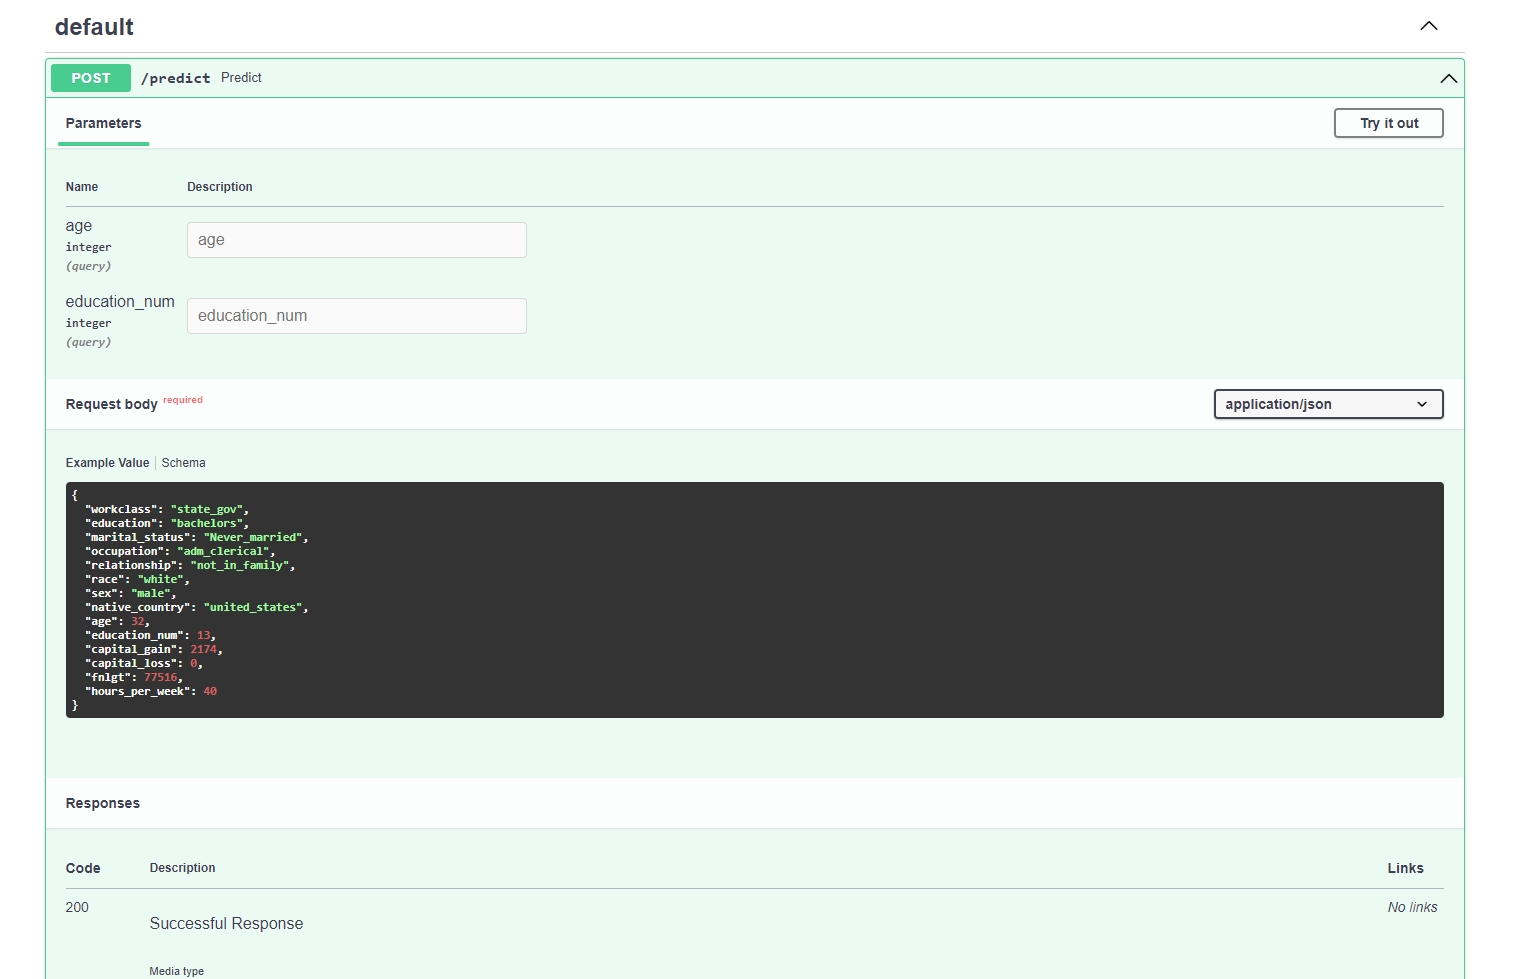 default
POST /predict Predict
Parameters
Try it out
Name Description
age
integer
(query)
age
education_num
integer
(query)
education_num
Request body required
application/json
Example Value Schema
{
"workclass": "state_gov",
"education": "bachelors",
"marital_status": "Never_married",
"occupation": "adm_clerical",
"relationship": "not_in_family",
"race": "white",
"sex": "male",
"native_country": "united_states",
"age": 32,
"education_num": 13,
"capital_gain": 2174,
"capital_loss": 0,
"fnlgt": 77516,
"hours_per_week": 40
}
Responses
Code Description Links
200 No links
Successful Response
Media type